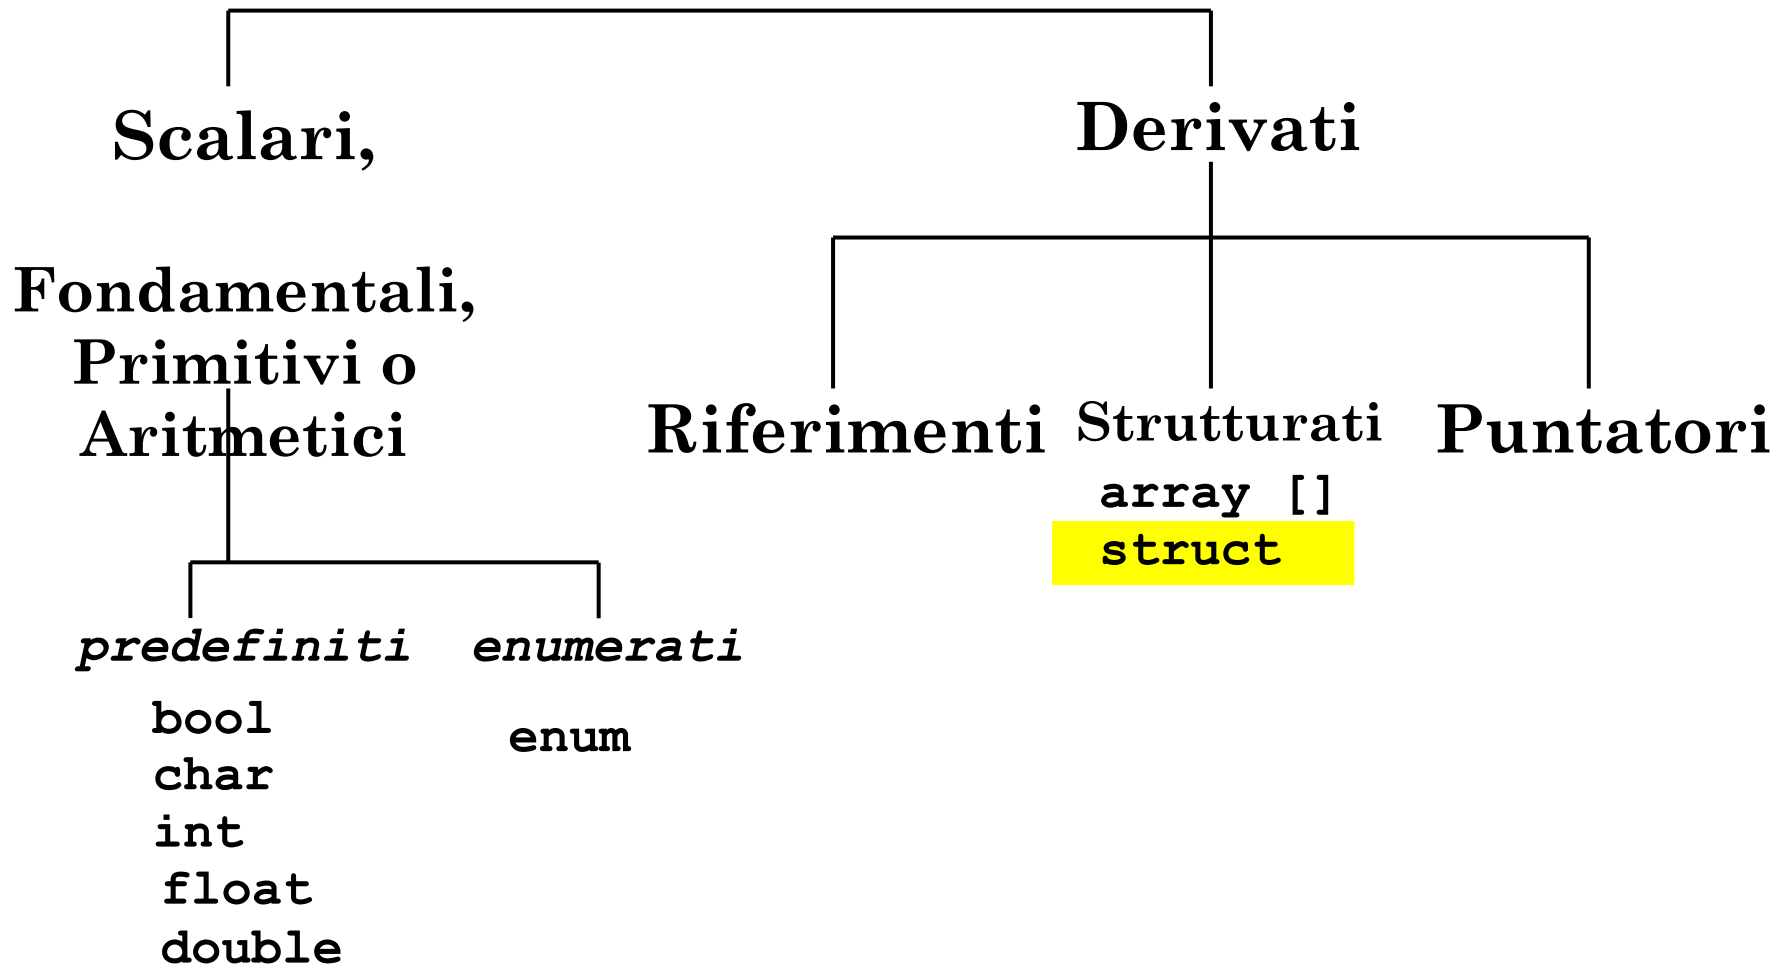 Scalari,
Derivati
Fondamentali,
Primitivi o
Aritmetici
Riferimenti
Strutturati
Puntatori
array []
struct
predefiniti
enumerati
bool
enum
char
int
float
double